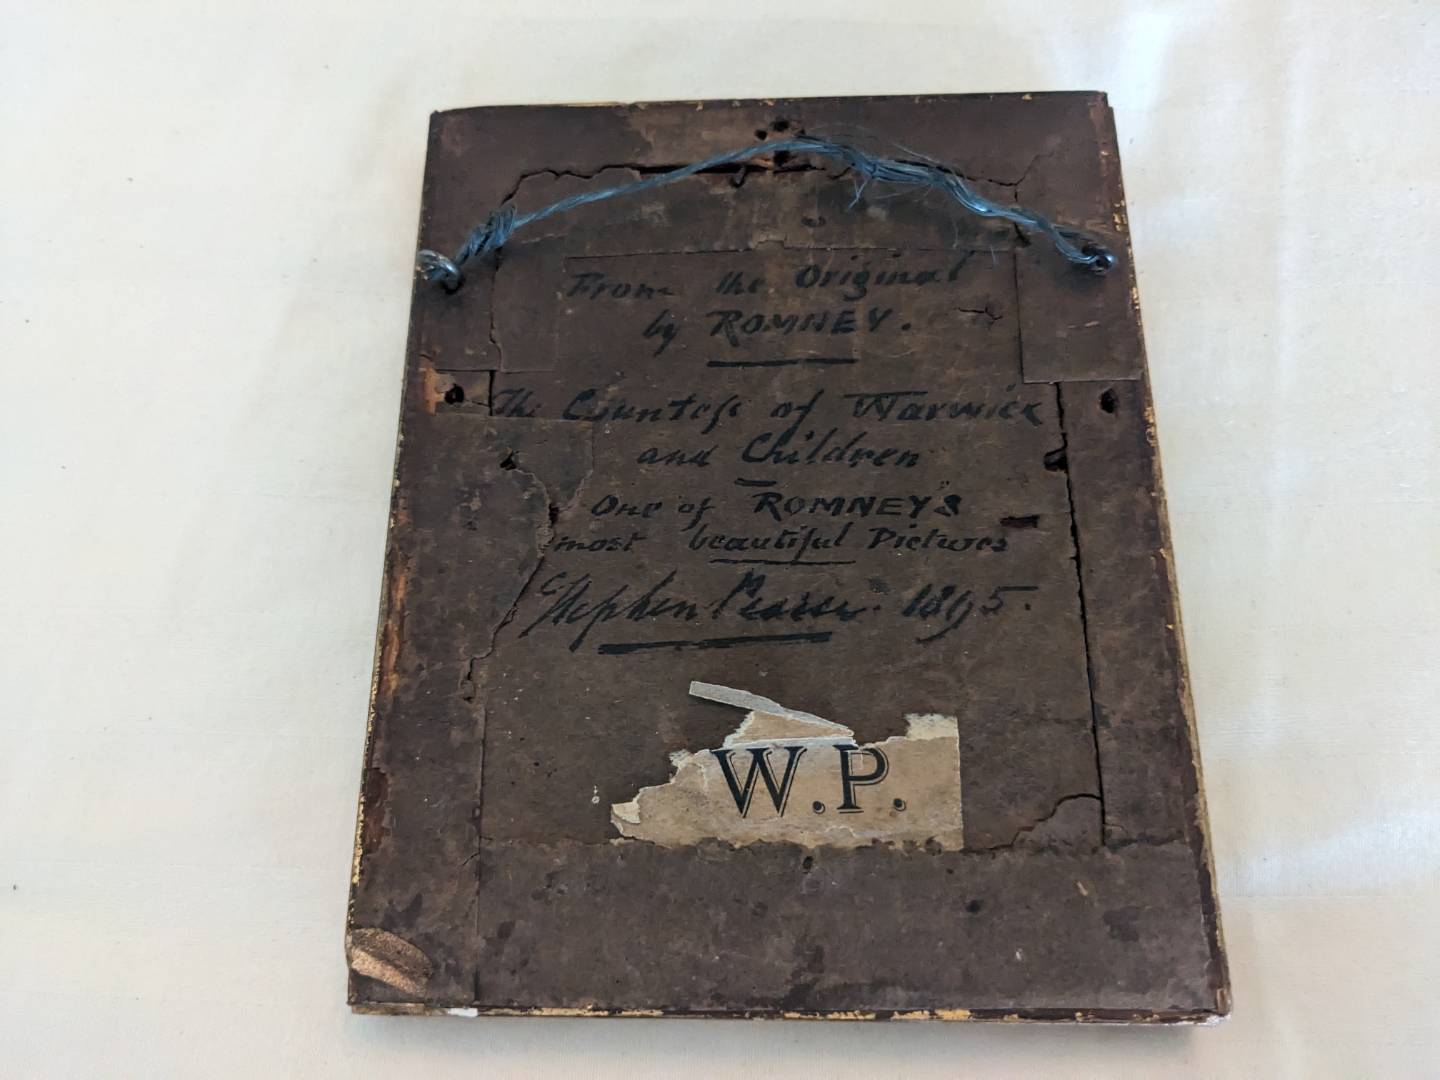 From the Original
by ROMNEY.
The Countess of Warwick
and Children
One of ROMNEY'S
most beautiful Pictures
Stephen Pearce. 1895.
W.P.